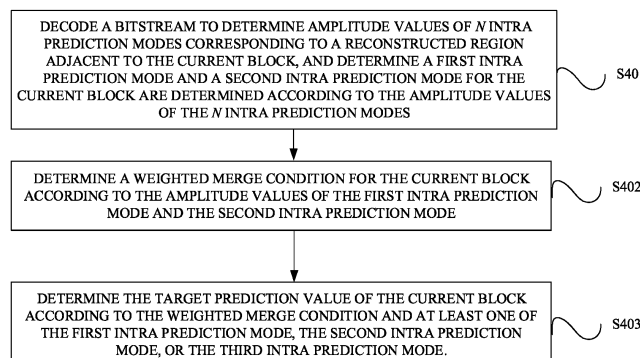 DECODE A BITSTREAM TO DETERMINE AMPLITUDE VALUES OF N INTRA
PREDICTION MODES CORRESPONDING TO A RECONSTRUCTED REGION
ADJACENT TO THE CURRENT BLOCK, AND DETERMINE A FIRST INTRA
PREDICTION MODE AND A SECOND INTRA PREDICTION MODE FOR THE
CURRENT BLOCK ARE DETERMINED ACCORDING TO THE AMPLITUDE VALUES
OF THE N INTRA PREDICTION MODES
S40
DETERMINE A WEIGHTED MERGE CONDITION FOR THE CURRENT BLOCK
ACCORDING TO THE AMPLITUDE VALUES OF THE FIRST INTRA PREDICTION
MODE AND THE SECOND INTRA PREDICTION MODE
S402
DETERMINE THE TARGET PREDICTION VALUE OF THE CURRENT BLOCK
ACCORDING TO THE WEIGHTED MERGE CONDITION AND AT LEAST ONE OF
THE FIRST INTRA PREDICTION MODE, THE SECOND INTRA PREDICTION
MODE, OR THE THIRD INTRA PREDICTION MODE.
S403